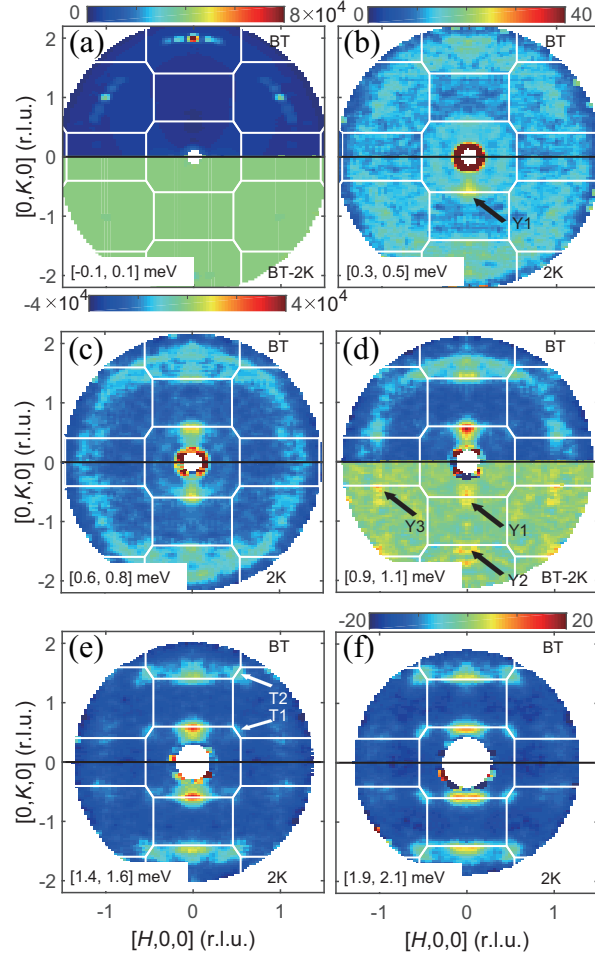 0 8×10⁴ 0 40
(a) BT (b) BT
2
1
0
-1
-2
[0,K,0] (r.l.u.)
Y1
[-0.1, 0.1] meV BT-2K [0.3, 0.5] meV 2K
-4×10⁴ 4×10⁴
(c) BT (d) BT
2
1
0
-1
-2
[0,K,0] (r.l.u.)
Y3 Y1
Y2
[0.6, 0.8] meV 2K [0.9, 1.1] meV BT-2K
-20 20
(e) BT (f) BT
2
1
0
-1
-2
[0,K,0] (r.l.u.)
T2
T1
[1.4, 1.6] meV 2K [1.9, 2.1] meV 2K
-1 0 1 -1 0 1
[H,0,0] (r.l.u.) [H,0,0] (r.l.u.)